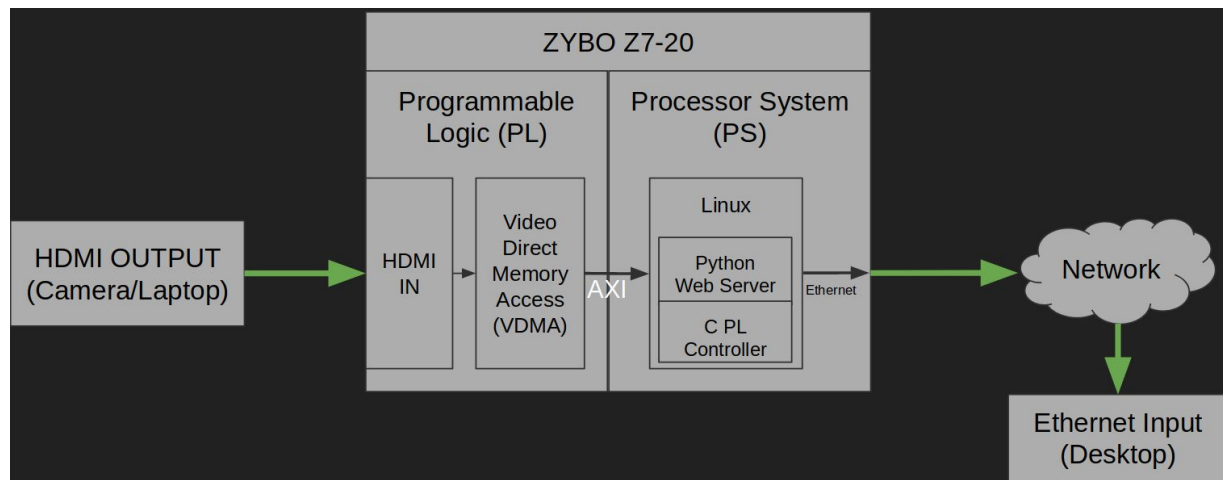 ZYBO Z7-20
Programmable
Logic (PL)
Processor System
(PS)
HDMI OUTPUT
(Camera/Laptop)
HDMI
IN
Video
Direct
Memory
Access
(VDMA)
AXI
Linux
Python
Web Server
C PL
Controller
Ethernet
Network
Ethernet Input
(Desktop)